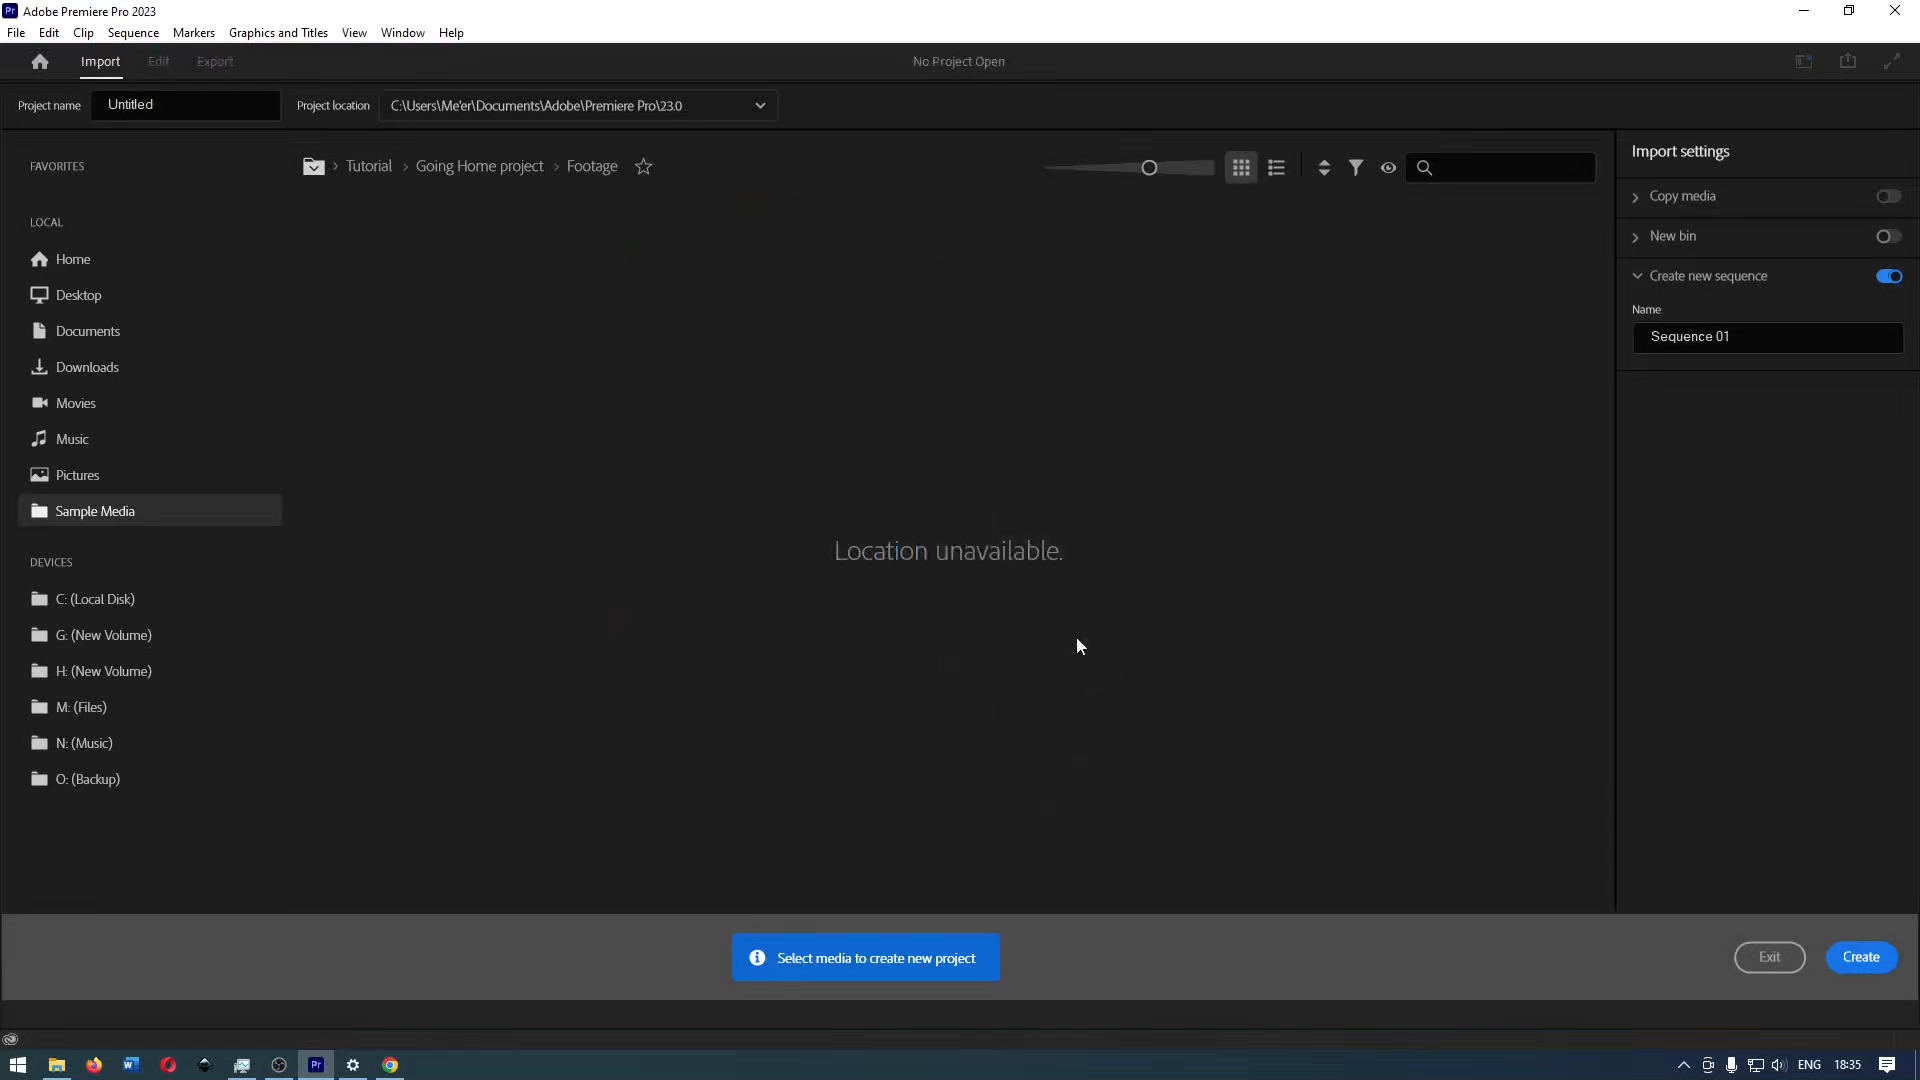 Adobe Premiere Pro 2023
File Edit Clip Sequence Markers Graphics and Titles View Window Help
Import Edit Export
No Project Open
Project name Untitled Project location C:\Users\Me'er\Documents\Adobe\Premiere Pro\23.0
FAVORITES
Tutorial > Going Home project > Footage
LOCAL
Home
Desktop
Documents
Downloads
Movies
Music
Pictures
Sample Media
DEVICES
C: (Local Disk)
G: (New Volume)
H: (New Volume)
M: (Files)
N: (Music)
O: (Backup)
Location unavailable.
Import settings
Copy media
New bin
Create new sequence
Name
Sequence 01
Select media to create new project
Exit
Create
Pr
ENG 18:35